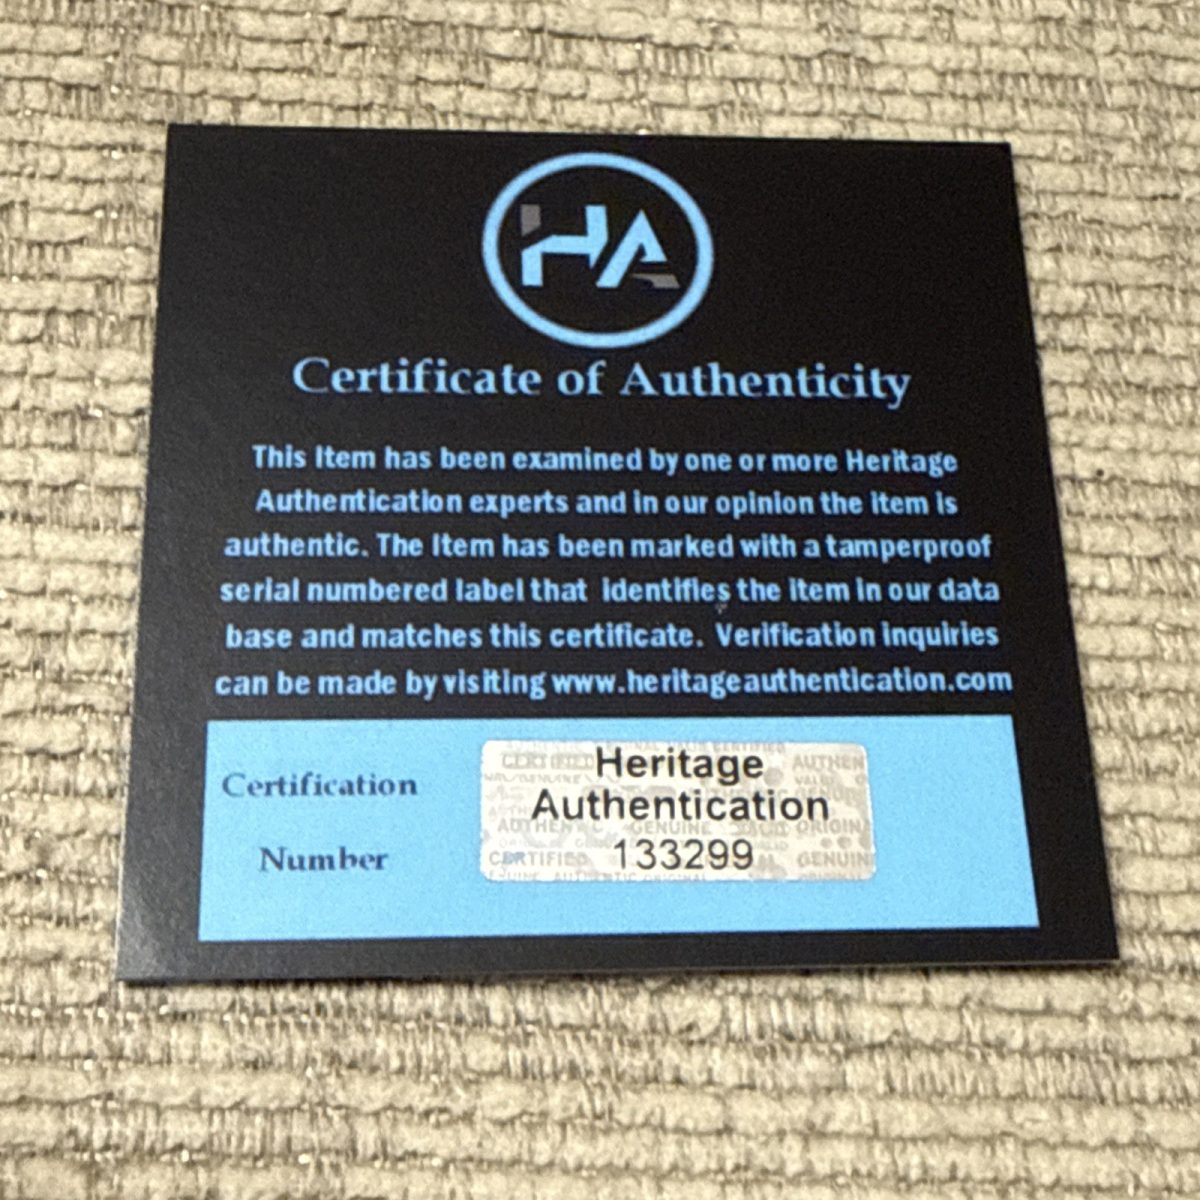 HA
Certificate of Authenticity
This Item has been examined by one or more Heritage
Authentication experts and in our opinion the item is
authentic. The Item has been marked with a tamperproof
serial numbered label that identifies the item in our data
base and matches this certificate. Verification inquiries
can be made by visiting www.heritageauthentication.com
Certification
Number
Heritage
Authentication
133299